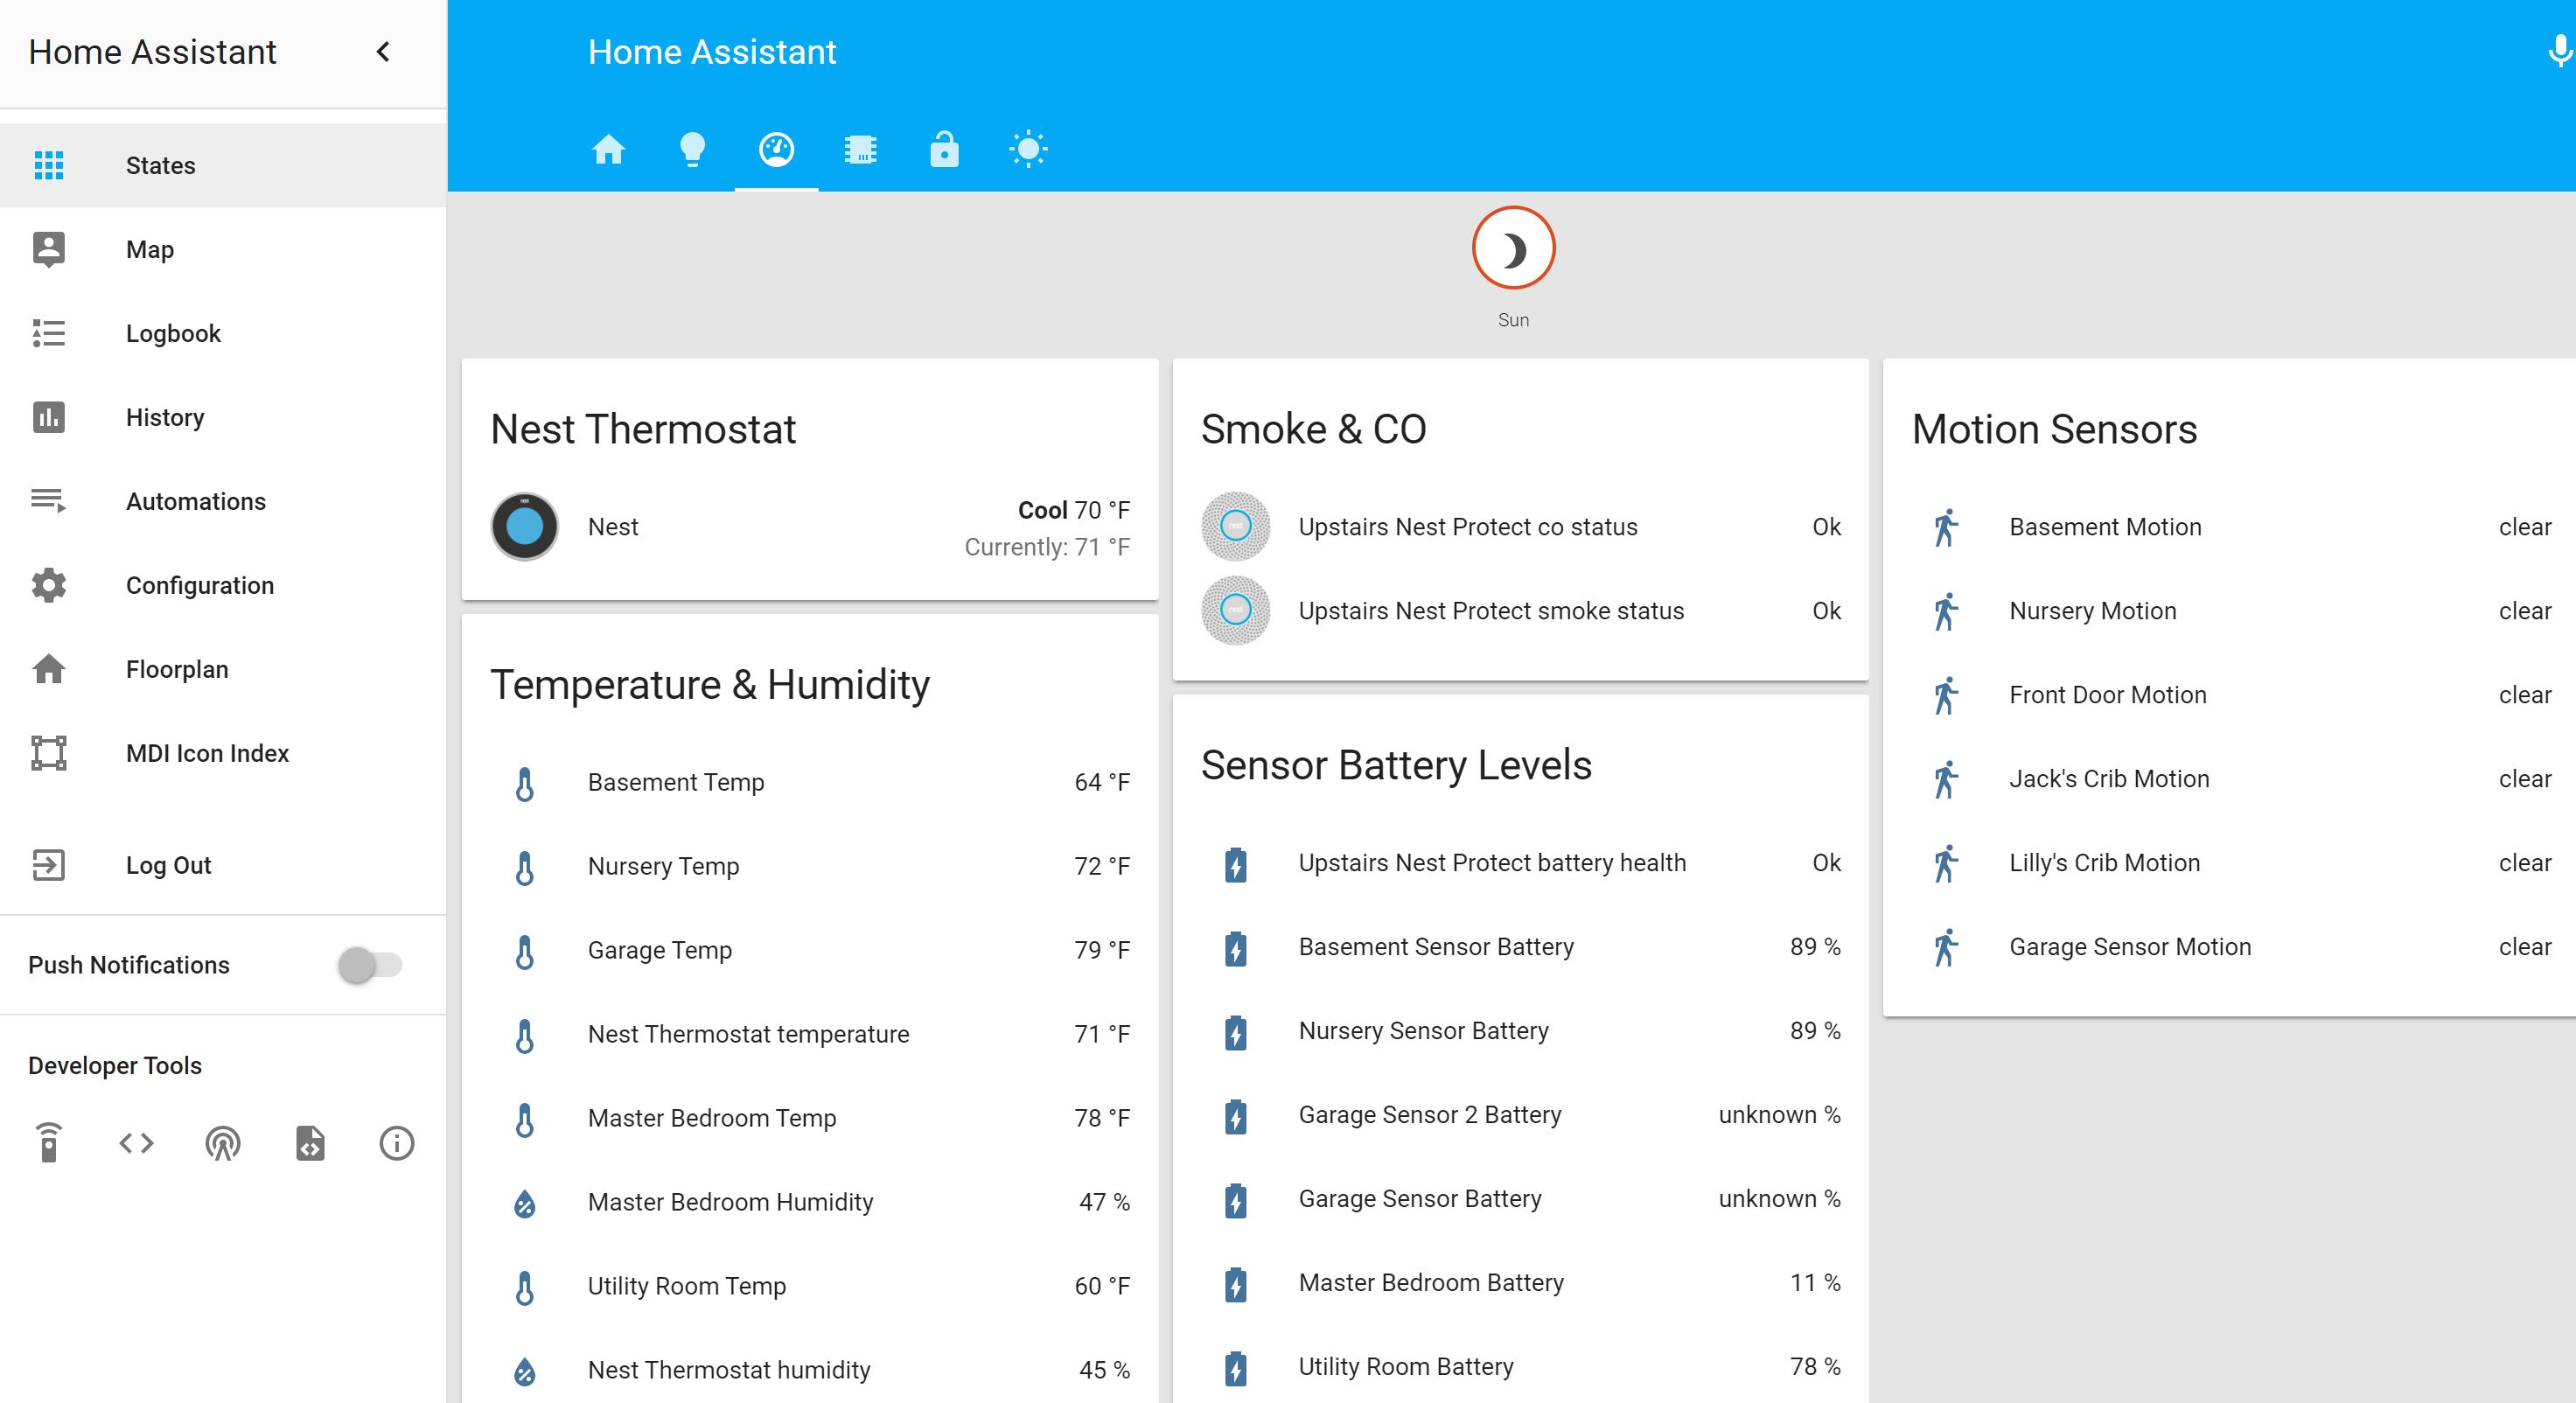 Home Assistant
States
Map
Logbook
History
Automations
Configuration
Floorplan
MDI Icon Index
Log Out
Push Notifications
Developer Tools
Home Assistant
Sun
Nest Thermostat
Nest
Cool 70 °F
Currently: 71 °F
Temperature & Humidity
Basement Temp 64 °F
Nursery Temp 72 °F
Garage Temp 79 °F
Nest Thermostat temperature 71 °F
Master Bedroom Temp 78 °F
Master Bedroom Humidity 47 %
Utility Room Temp 60 °F
Nest Thermostat humidity 45 %
Smoke & CO
Upstairs Nest Protect co status Ok
Upstairs Nest Protect smoke status Ok
Sensor Battery Levels
Upstairs Nest Protect battery health Ok
Basement Sensor Battery 89 %
Nursery Sensor Battery 89 %
Garage Sensor 2 Battery unknown %
Garage Sensor Battery unknown %
Master Bedroom Battery 11 %
Utility Room Battery 78 %
Motion Sensors
Basement Motion clear
Nursery Motion clear
Front Door Motion clear
Jack's Crib Motion clear
Lilly's Crib Motion clear
Garage Sensor Motion clear